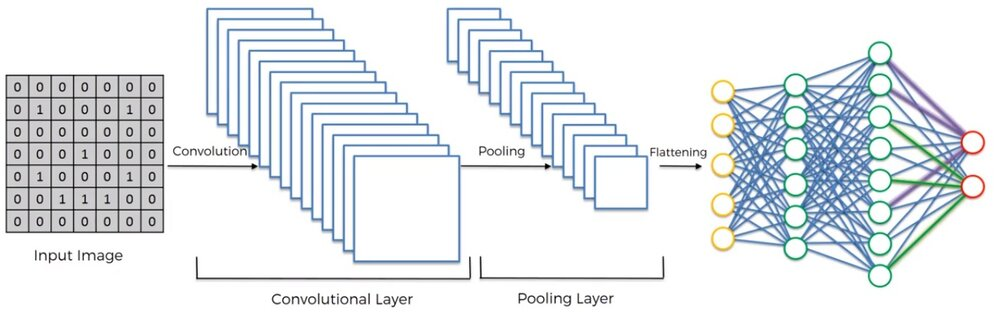 0 0 0 0 0 0 0
0 1 0 0 0 1 0
0 0 0 0 0 0 0
0 0 0 1 0 0 0
0 1 0 0 0 1 0
0 0 1 1 1 0 0
0 0 0 0 0 0 0
Input Image
Convolution
Convolutional Layer
Pooling
Pooling Layer
Flattening